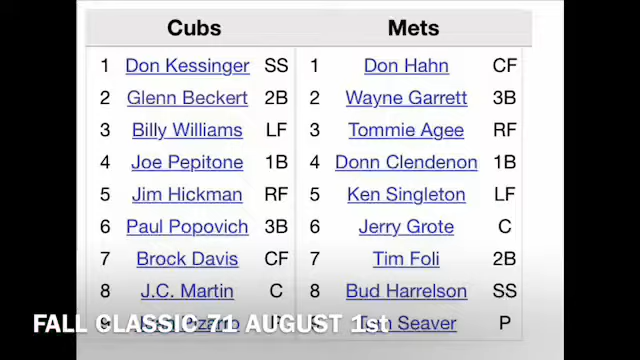 Cubs Mets
1 Don Kessinger SS 1 Don Hahn CF
2 Glenn Beckert 2B 2 Wayne Garrett 3B
3 Billy Williams LF 3 Tommie Agee RF
4 Joe Pepitone 1B 4 Donn Clendenon 1B
5 Jim Hickman RF 5 Ken Singleton LF
6 Paul Popovich 3B 6 Jerry Grote C
7 Brock Davis CF 7 Tim Foli 2B
8 J.C. Martin C 8 Bud Harrelson SS
9 Pizarro Seaver P
FALL CLASSIC 71 AUGUST 1st